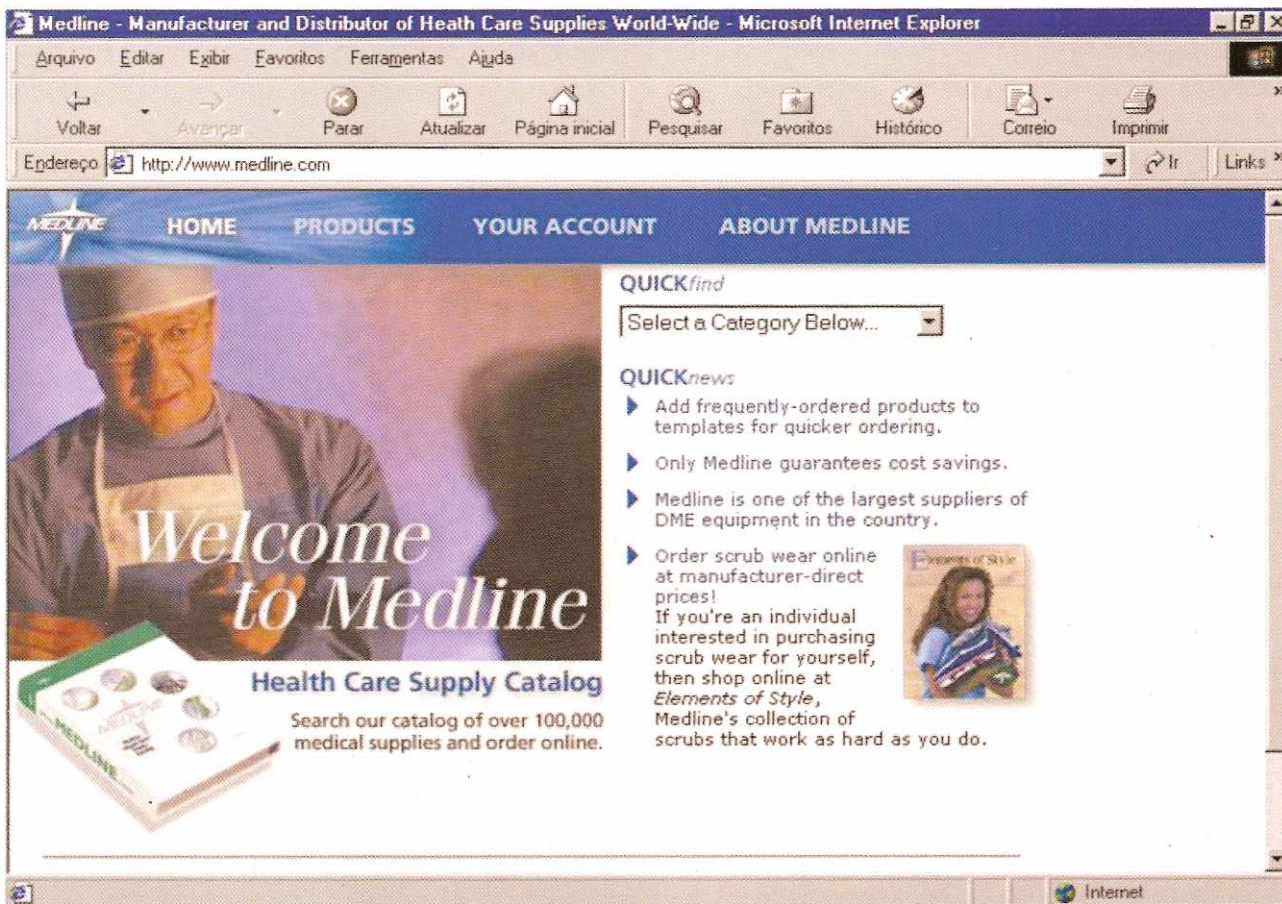 Medline - Manufacturer and Distributor of Heath Care Supplies World-Wide - Microsoft Internet Explorer
Arquivo Editar Exibir Favoritos Ferramentas Ajuda
Voltar Avançar Parar Atualizar Página inicial Pesquisar Favoritos Histórico Correio Imprimir
Endereço http://www.medline.com Ir Links
MEDLINE HOME PRODUCTS YOUR ACCOUNT ABOUT MEDLINE
QUICKfind
Select a Category Below...
QUICKnews
Add frequently-ordered products to
templates for quicker ordering.
Only Medline guarantees cost savings.
Medline is one of the largest suppliers of
DME equipment in the country.
Order scrub wear online
at manufacturer-direct
prices!
If you're an individual
interested in purchasing
scrub wear for yourself,
then shop online at
Elements of Style,
Medline's collection of
scrubs that work as hard as you do.
Elements of Style
Welcome
to Medline
MEDLINE
Health Care Supply Catalog
Search our catalog of over 100,000
medical supplies and order online.
Internet